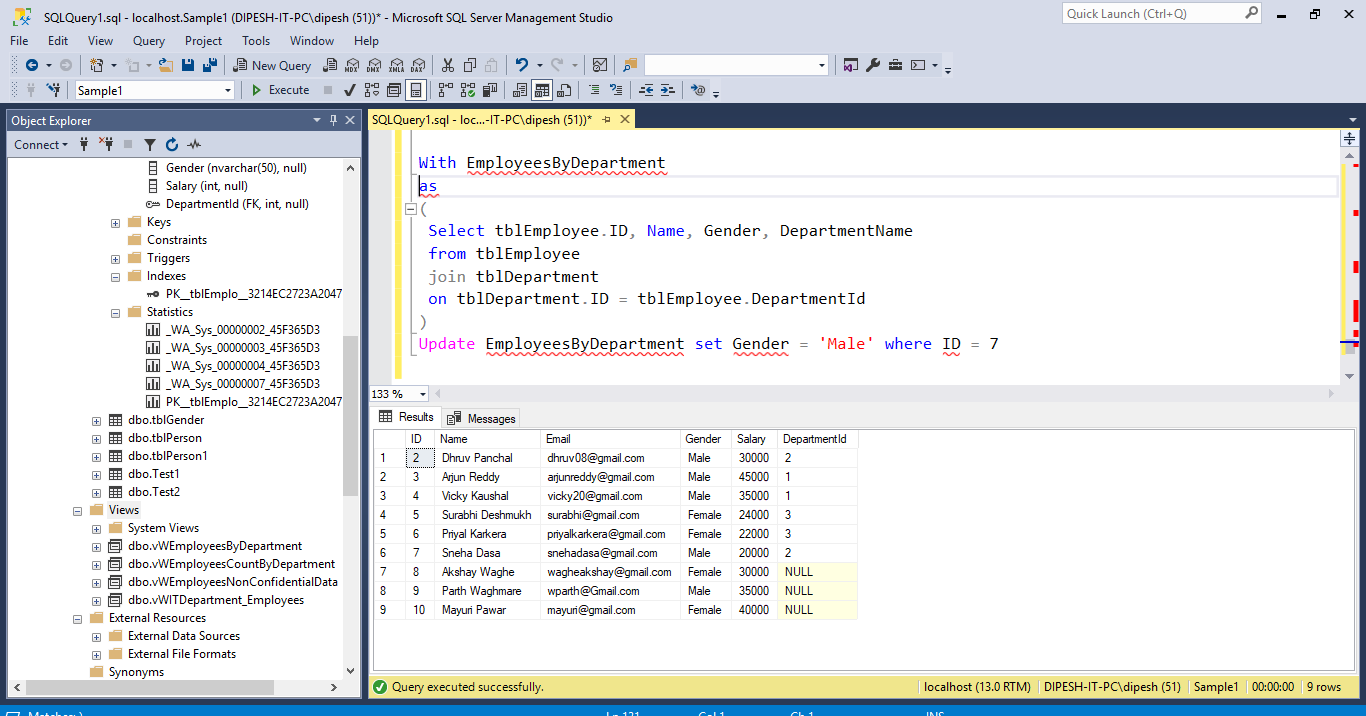 SQLQuery1.sql - localhost.Sample1 (DIPESH-IT-PC\dipesh (51))* - Microsoft SQL Server Management Studio
Quick Launch (Ctrl+Q)
File Edit View Query Project Tools Window Help
New Query MDX DMX XMLA DAX
Sample1 Execute
Object Explorer
Connect
Gender (nvarchar(50), null)
Salary (int, null)
DepartmentId (FK, int, null)
Keys
Constraints
Triggers
Indexes
PK__tblEmplo__3214EC2723A2047
Statistics
_WA_Sys_00000002_45F365D3
_WA_Sys_00000003_45F365D3
_WA_Sys_00000004_45F365D3
_WA_Sys_00000007_45F365D3
PK__tblEmplo__3214EC2723A2047
dbo.tblGender
dbo.tblPerson
dbo.tblPerson1
dbo.Test1
dbo.Test2
Views
System Views
dbo.vWEmployeesByDepartment
dbo.vWEmployeesCountByDepartment
dbo.vWEmployeesNonConfidentialData
dbo.vWITDepartment_Employees
External Resources
External Data Sources
External File Formats
Synonyms
SQLQuery1.sql - loc...-IT-PC\dipesh (51))*
With EmployeesByDepartment
as
(
Select tblEmployee.ID, Name, Gender, DepartmentName
from tblEmployee
join tblDepartment
on tblDepartment.ID = tblEmployee.DepartmentId
)
Update EmployeesByDepartment set Gender = 'Male' where ID = 7
133 %
Results Messages
ID Name Email Gender Salary DepartmentId
1 2 Dhruv Panchal dhruv08@gmail.com Male 30000 2
2 3 Arjun Reddy arjunreddy@gmail.com Male 45000 1
3 4 Vicky Kaushal vicky20@gmail.com Male 35000 1
4 5 Surabhi Deshmukh surabhi@gmail.com Female 24000 3
5 6 Priyal Karkera priyalkarkera@gmail.com Female 22000 3
6 7 Sneha Dasa snehadasa@gmail.com Male 20000 2
7 8 Akshay Waghe wagheakshay@gmail.com Female 30000 NULL
8 9 Parth Waghmare wparth@Gmail.com Male 35000 NULL
9 10 Mayuri Pawar mayuri@gmail.com Female 40000 NULL
Query executed successfully. localhost (13.0 RTM) DIPESH-IT-PC\dipesh (51) Sample1 00:00:00 9 rows